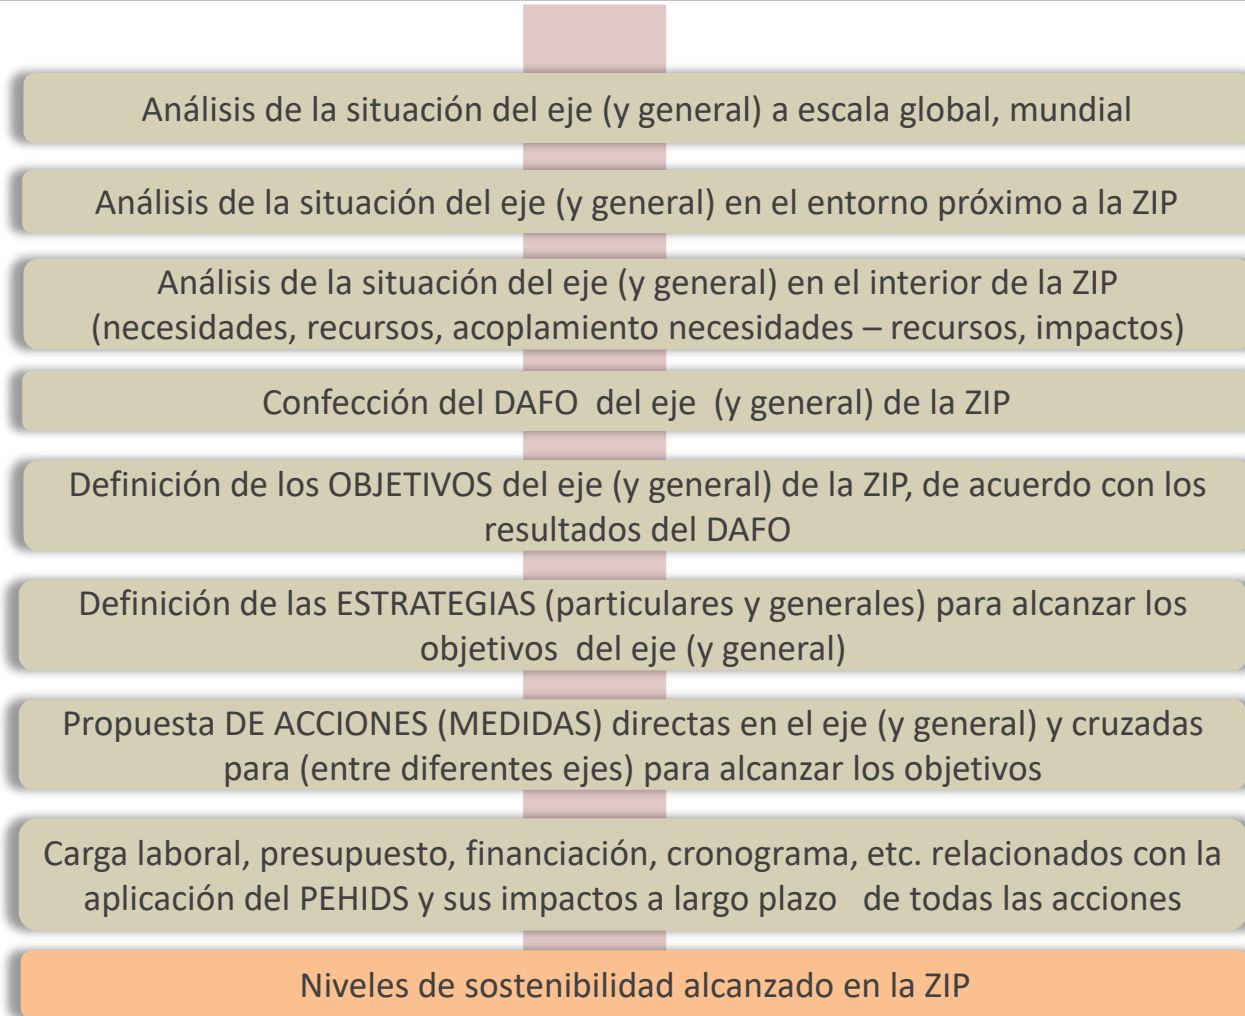 Análisis de la situación del eje (y general) a escala global, mundial
Análisis de la situación del eje (y general) en el entorno próximo a la ZIP
Análisis de la situación del eje (y general) en el interior de la ZIP
(necesidades, recursos, acoplamiento necesidades – recursos, impactos)
Confección del DAFO del eje (y general) de la ZIP
Definición de los OBJETIVOS del eje (y general) de la ZIP, de acuerdo con los
resultados del DAFO
Definición de las ESTRATEGIAS (particulares y generales) para alcanzar los
objetivos del eje (y general)
Propuesta DE ACCIONES (MEDIDAS) directas en el eje (y general) y cruzadas
para (entre diferentes ejes) para alcanzar los objetivos
Carga laboral, presupuesto, financiación, cronograma, etc. relacionados con la
aplicación del PEHIDS y sus impactos a largo plazo de todas las acciones
Niveles de sostenibilidad alcanzado en la ZIP